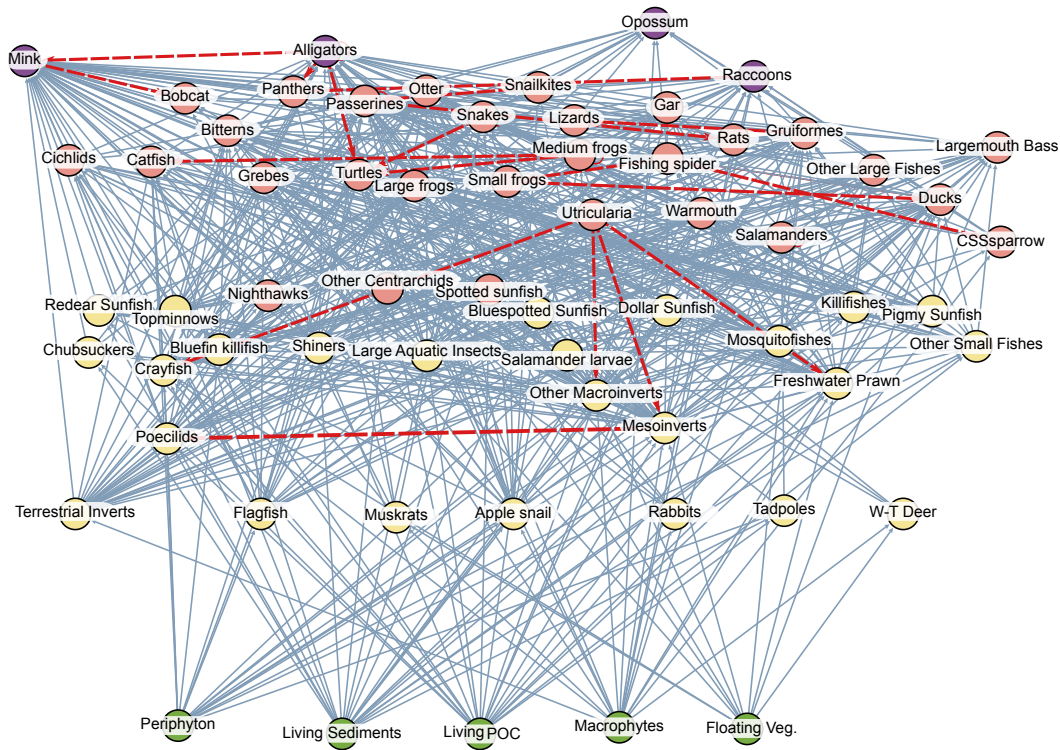 Opossum
Mink
Alligators
Raccoons
Bobcat
Panthers
Otter
Snailkites
Passerines
Gar
Snakes
Lizards
Bitterns
Rats
Gruiformes
Cichlids
Catfish
Medium frogs
Fishing spider
Largemouth Bass
Grebes
Turtles
Large frogs
Small frogs
Other Large Fishes
Ducks
Utricularia
Warmouth
Salamanders
CSSsparrow
Nighthawks
Other Centrarchids
Spotted sunfish
Redear Sunfish
Topminnows
Bluespotted Sunfish
Dollar Sunfish
Killifishes
Pigmy Sunfish
Chubsuckers
Bluefin killifish
Shiners
Large Aquatic Insects
Salamander larvae
Mosquitofishes
Other Small Fishes
Crayfish
Other Macroinverts
Freshwater Prawn
Poecilids
Mesoinverts
Terrestrial Inverts
Flagfish
Muskrats
Apple snail
Rabbits
Tadpoles
W-T Deer
Periphyton
Living Sediments
Living POC
Macrophytes
Floating Veg.